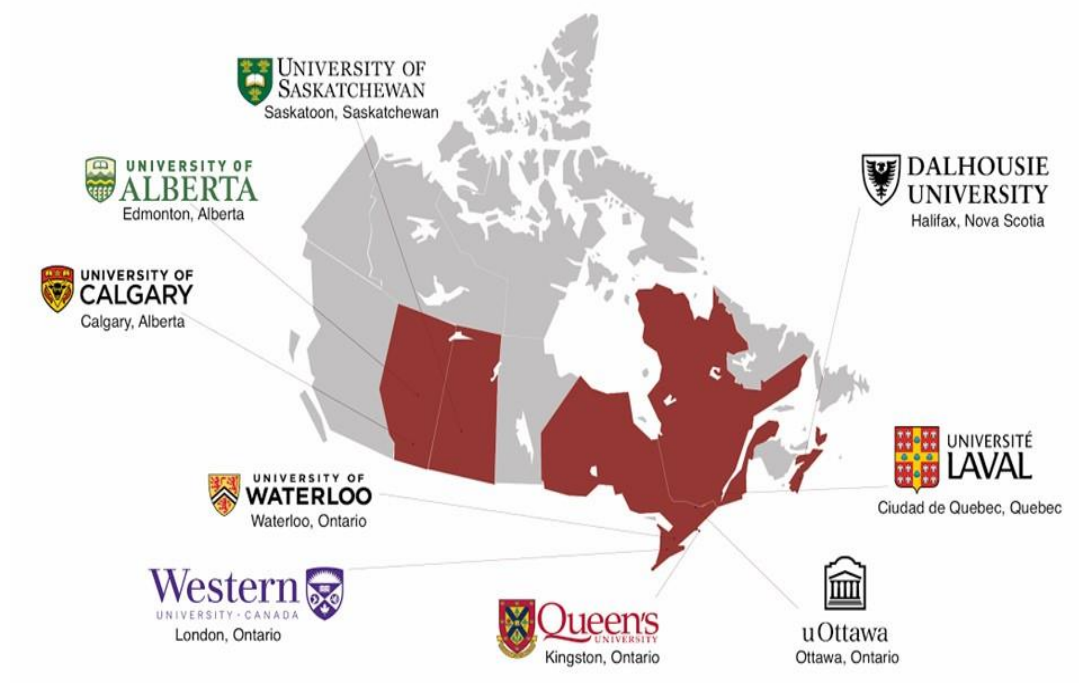 UNIVERSITY OF
SASKATCHEWAN
Saskatoon, Saskatchewan
UNIVERSITY OF
ALBERTA
Edmonton, Alberta
DALHOUSIE
UNIVERSITY
Halifax, Nova Scotia
UNIVERSITY OF
CALGARY
Calgary, Alberta
UNIVERSITÉ
LAVAL
Ciudad de Quebec, Quebec
UNIVERSITY OF
WATERLOO
Waterloo, Ontario
Western
UNIVERSITY · CANADA
London, Ontario
Queen's
UNIVERSITY
Kingston, Ontario
uOttawa
Ottawa, Ontario